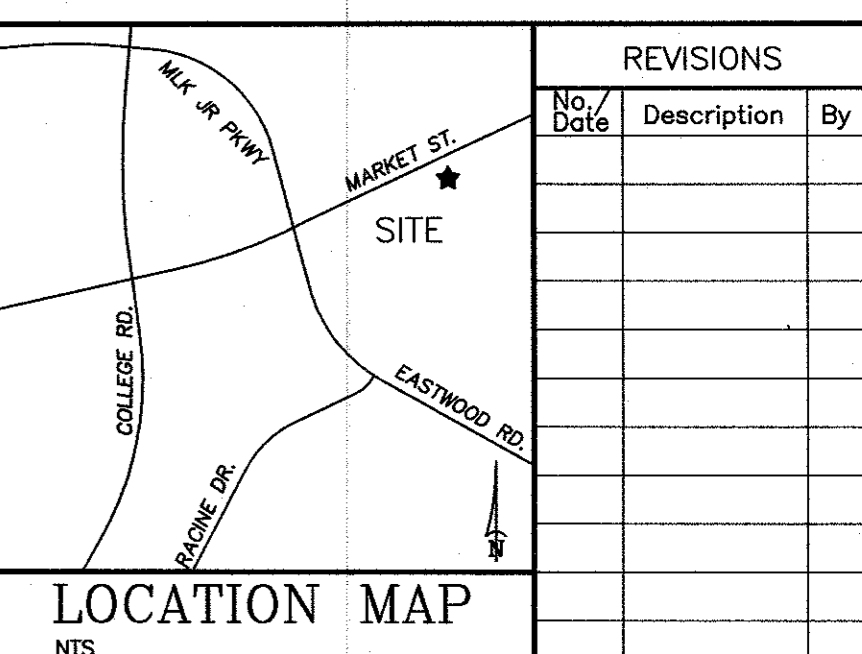 MLK JR PKWY
MARKET ST.
SITE
COLLEGE RD.
EASTWOOD RD.
RACINE DR.
N
LOCATION MAP
NTS
REVISIONS
No./
Date
Description
By